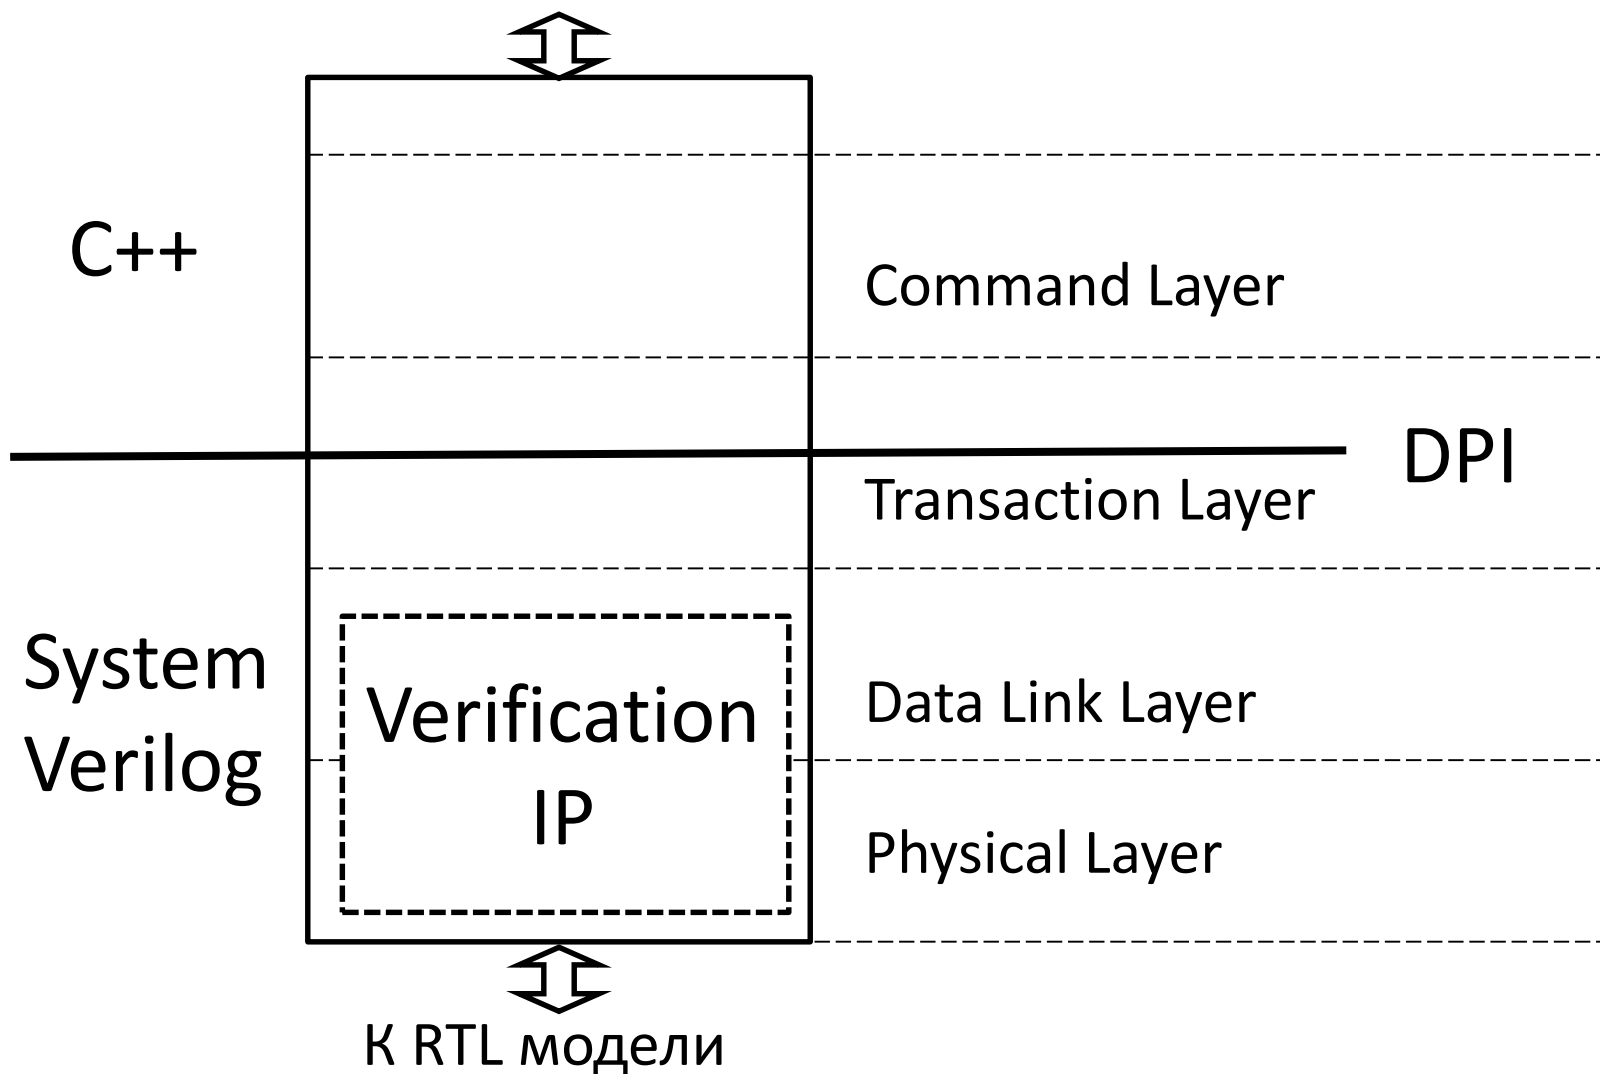 C++
Command Layer
DPI
Transaction Layer
System
Verilog
Verification
IP
Data Link Layer
Physical Layer
К RTL модели